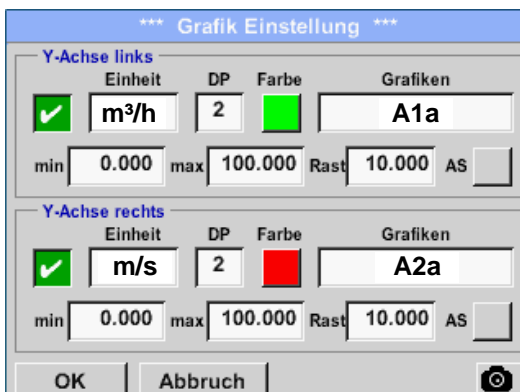 *** Grafik Einstellung ***
Y-Achse links
Einheit DP Farbe Grafiken
m³/h 2 A1a
min 0.000 max 100.000 Rast 10.000 AS
Y-Achse rechts
Einheit DP Farbe Grafiken
m/s 2 A2a
min 0.000 max 100.000 Rast 10.000 AS
OK Abbruch